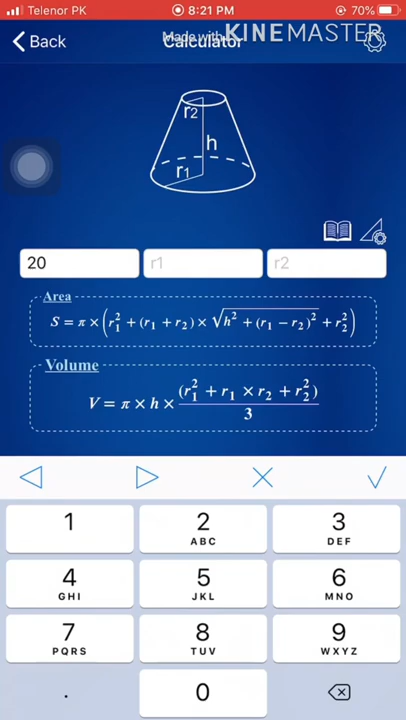 Telenor PK 8:21 PM 70%
Back Calculator
Made with KINEMASTER
r2
h
r1
20 r1 r2
Area
S = π × (r₁² + (r₁ + r₂) × √(h² + (r₁ − r₂)²) + r₂²)
Volume
V = π × h × (r₁² + r₁ × r₂ + r₂²) / 3
1 2 3
ABC DEF
4 5 6
GHI JKL MNO
7 8 9
PQRS TUV WXYZ
. 0